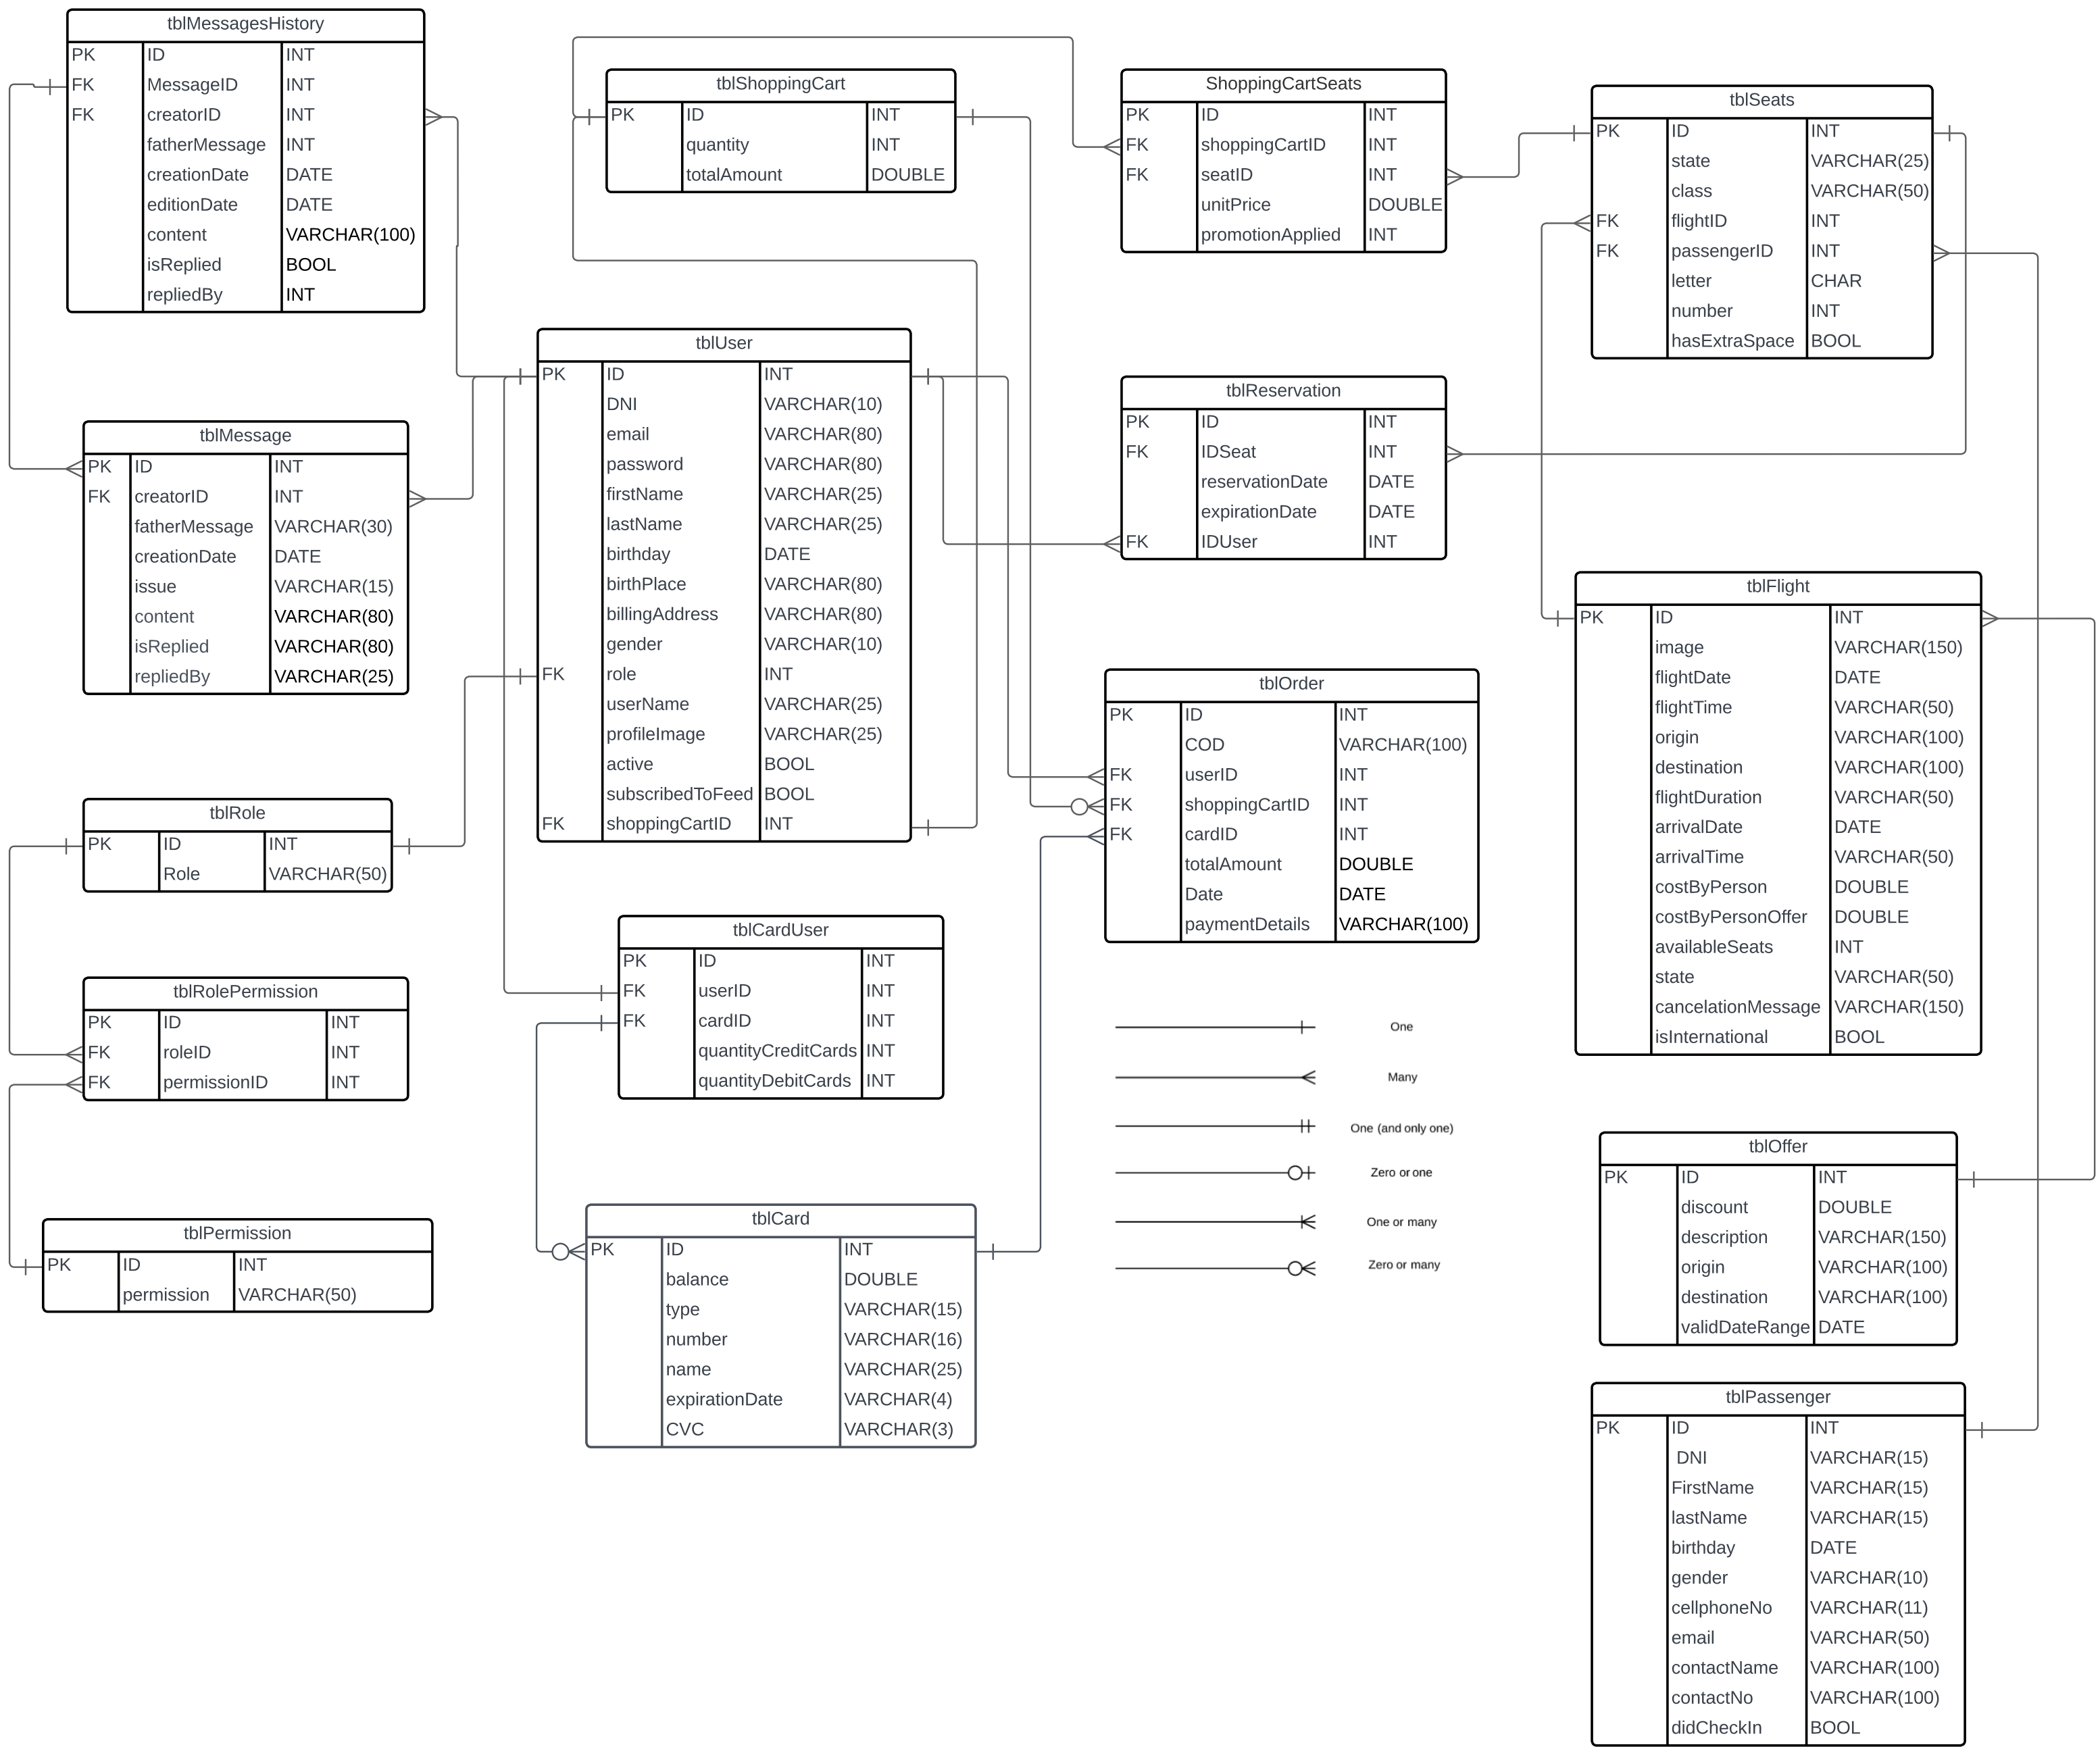 tblMessagesHistory
PK ID INT
FK MessageID INT
FK creatorID INT
fatherMessage INT
creationDate DATE
editionDate DATE
content VARCHAR(100)
isReplied BOOL
repliedBy INT
tblShoppingCart
PK ID INT
quantity INT
totalAmount DOUBLE
ShoppingCartSeats
PK ID INT
FK shoppingCartID INT
FK seatID INT
unitPrice DOUBLE
promotionApplied INT
tblSeats
PK ID INT
state VARCHAR(25)
class VARCHAR(50)
FK flightID INT
FK passengerID INT
letter CHAR
number INT
hasExtraSpace BOOL
tblUser
PK ID INT
DNI VARCHAR(10)
email VARCHAR(80)
password VARCHAR(80)
firstName VARCHAR(25)
lastName VARCHAR(25)
birthday DATE
birthPlace VARCHAR(80)
billingAddress VARCHAR(80)
gender VARCHAR(10)
FK role INT
userName VARCHAR(25)
profileImage VARCHAR(25)
active BOOL
subscribedToFeed BOOL
FK shoppingCartID INT
tblReservation
PK ID INT
FK IDSeat INT
reservationDate DATE
expirationDate DATE
FK IDUser INT
tblMessage
PK ID INT
FK creatorID INT
fatherMessage VARCHAR(30)
creationDate DATE
issue VARCHAR(15)
content VARCHAR(80)
isReplied VARCHAR(80)
repliedBy VARCHAR(25)
tblFlight
PK ID INT
image VARCHAR(150)
flightDate DATE
flightTime VARCHAR(50)
origin VARCHAR(100)
destination VARCHAR(100)
flightDuration VARCHAR(50)
arrivalDate DATE
arrivalTime VARCHAR(50)
costByPerson DOUBLE
costByPersonOffer DOUBLE
availableSeats INT
state VARCHAR(50)
cancelationMessage VARCHAR(150)
isInternational BOOL
tblOrder
PK ID INT
COD VARCHAR(100)
FK userID INT
FK shoppingCartID INT
FK cardID INT
totalAmount DOUBLE
Date DATE
paymentDetails VARCHAR(100)
tblRole
PK ID INT
Role VARCHAR(50)
tblCardUser
PK ID INT
FK userID INT
FK cardID INT
quantityCreditCards INT
quantityDebitCards INT
tblRolePermission
PK ID INT
FK roleID INT
FK permissionID INT
One
Many
One (and only one)
Zero or one
One or many
Zero or many
tblOffer
PK ID INT
discount DOUBLE
description VARCHAR(150)
origin VARCHAR(100)
destination VARCHAR(100)
validDateRange DATE
tblCard
PK ID INT
balance DOUBLE
type VARCHAR(15)
number VARCHAR(16)
name VARCHAR(25)
expirationDate VARCHAR(4)
CVC VARCHAR(3)
tblPermission
PK ID INT
permission VARCHAR(50)
tblPassenger
PK ID INT
DNI VARCHAR(15)
FirstName VARCHAR(15)
lastName VARCHAR(15)
birthday DATE
gender VARCHAR(10)
cellphoneNo VARCHAR(11)
email VARCHAR(50)
contactName VARCHAR(100)
contactNo VARCHAR(100)
didCheckIn BOOL